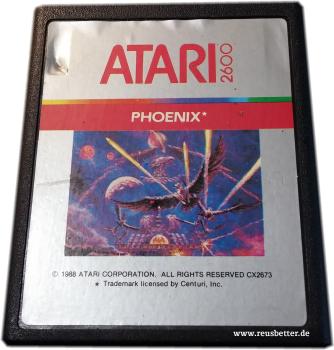 ATARI 2600
PHOENIX*
© 1988 ATARI CORPORATION. ALL RIGHTS RESERVED CX2673
* Trademark licensed by Centuri, Inc.
www.reusbetter.de